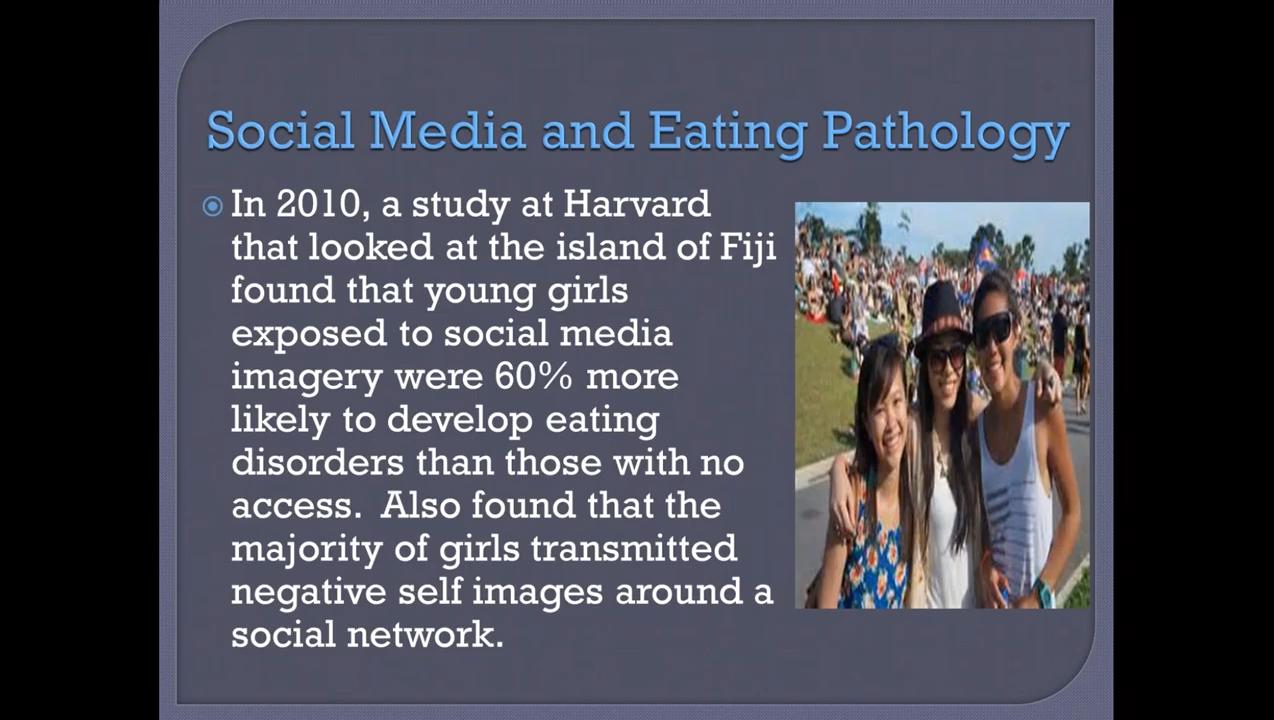 Social Media and Eating Pathology
In 2010, a study at Harvard
that looked at the island of Fiji
found that young girls
exposed to social media
imagery were 60% more
likely to develop eating
disorders than those with no
access.  Also found that the
majority of girls transmitted
negative self images around a
social network.